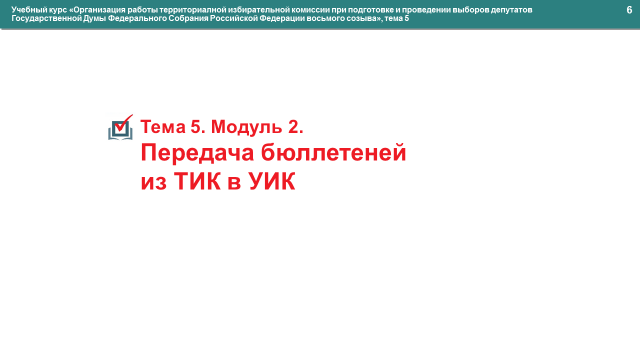 Учебный курс «Организация работы территориалной избирательной комиссии при подготовке и проведении выборов депутатов
Государственной Думы Федерального Собрания Российской Федерации восьмого созыва», тема 5
6
Тема 5. Модуль 2.
Передача бюллетеней
из ТИК в УИК